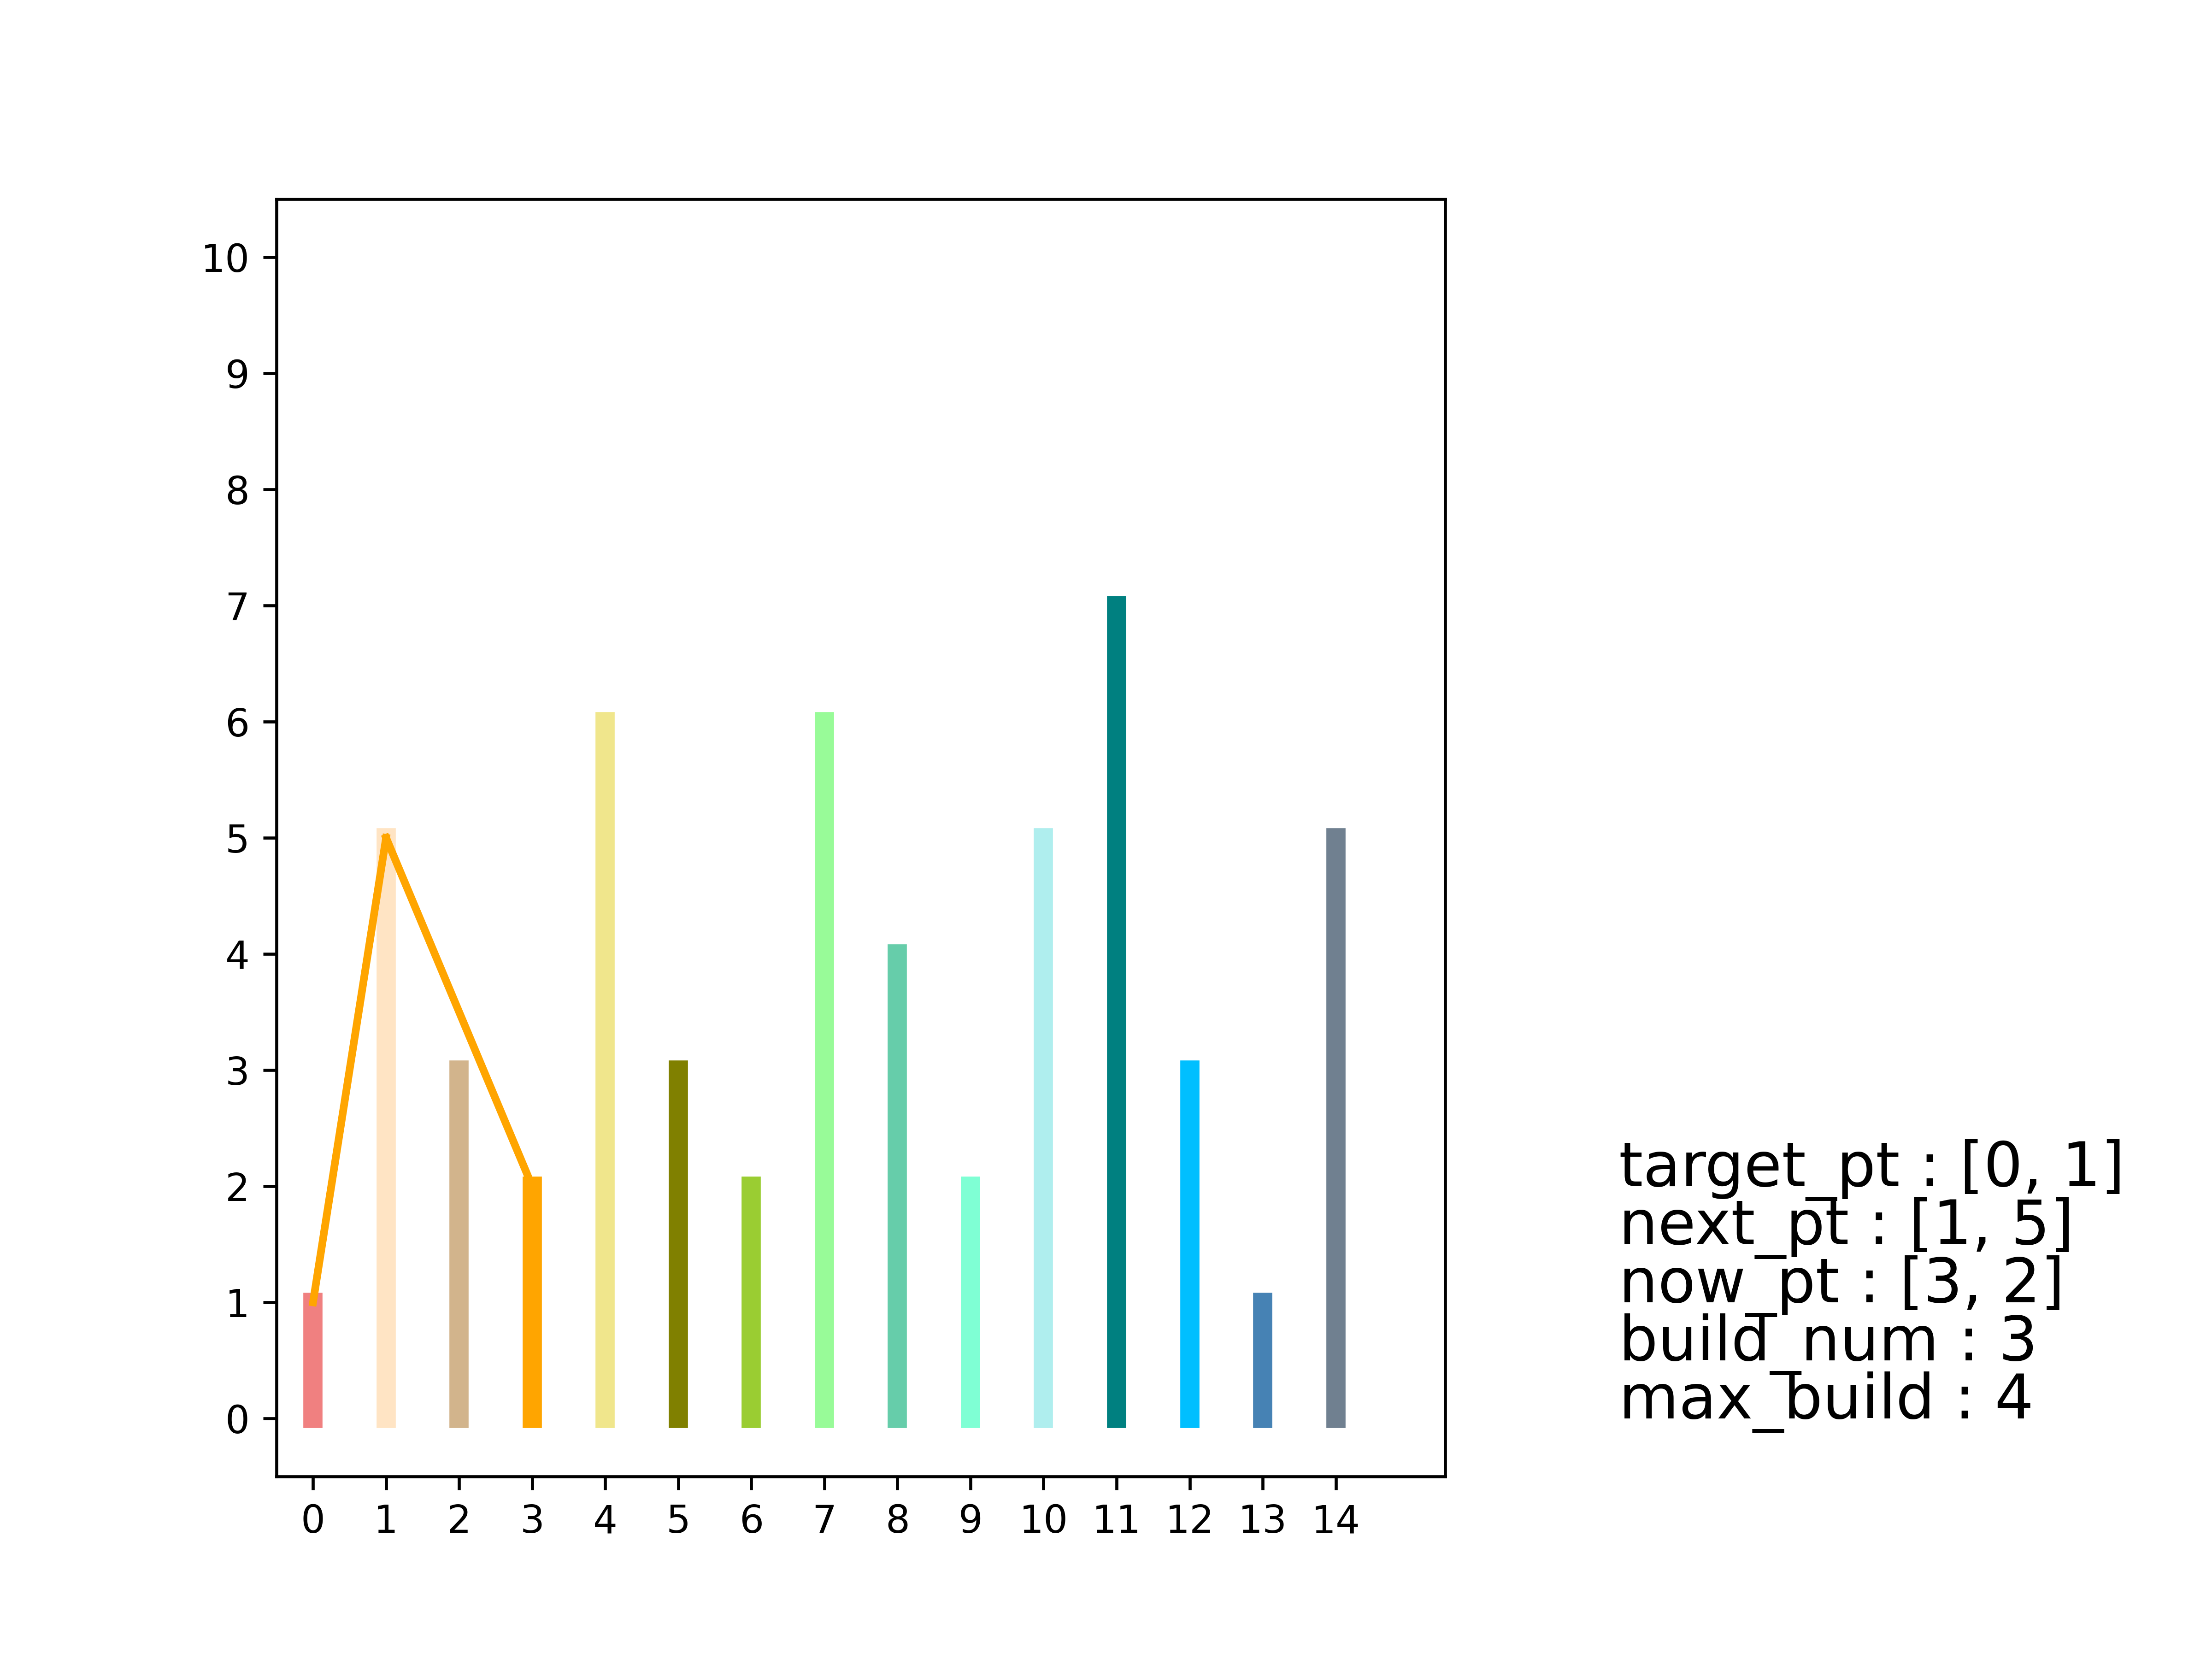 10
9
8
7
6
5
4
3
2
1
0
0 1 2 3 4 5 6 7 8 9 10 11 12 13 14
target_pt : [0, 1]
next_pt : [1, 5]
now_pt : [3, 2]
build_num : 3
max_build : 4